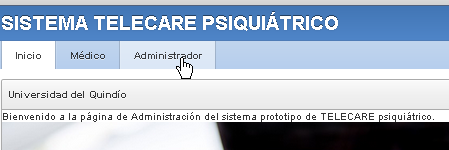 SISTEMA TELECARE PSIQUIÁTRICO
Inicio Médico Administrador
Universidad del Quindío
Bienvenido a la página de Administración del sistema prototipo de TELECARE psiquiátrico.